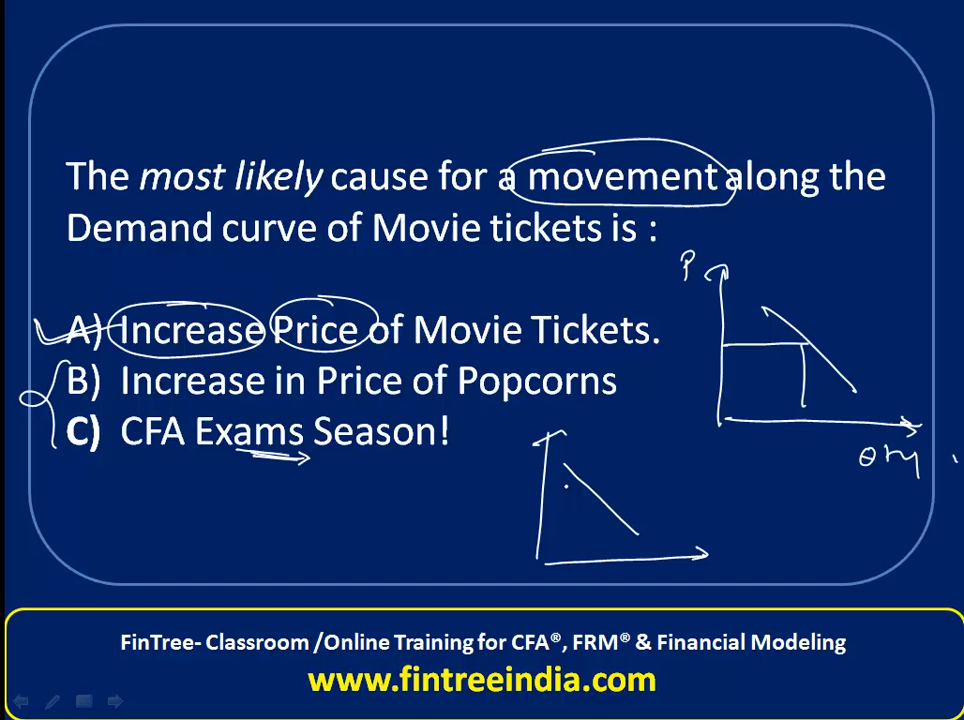 The most likely cause for a movement along the
Demand curve of Movie tickets is :
A) Increase Price of Movie Tickets.
B) Increase in Price of Popcorns
C) CFA Exams Season!
P
Qty
FinTree- Classroom /Online Training for CFA®, FRM® & Financial Modeling
www.fintreeindia.com